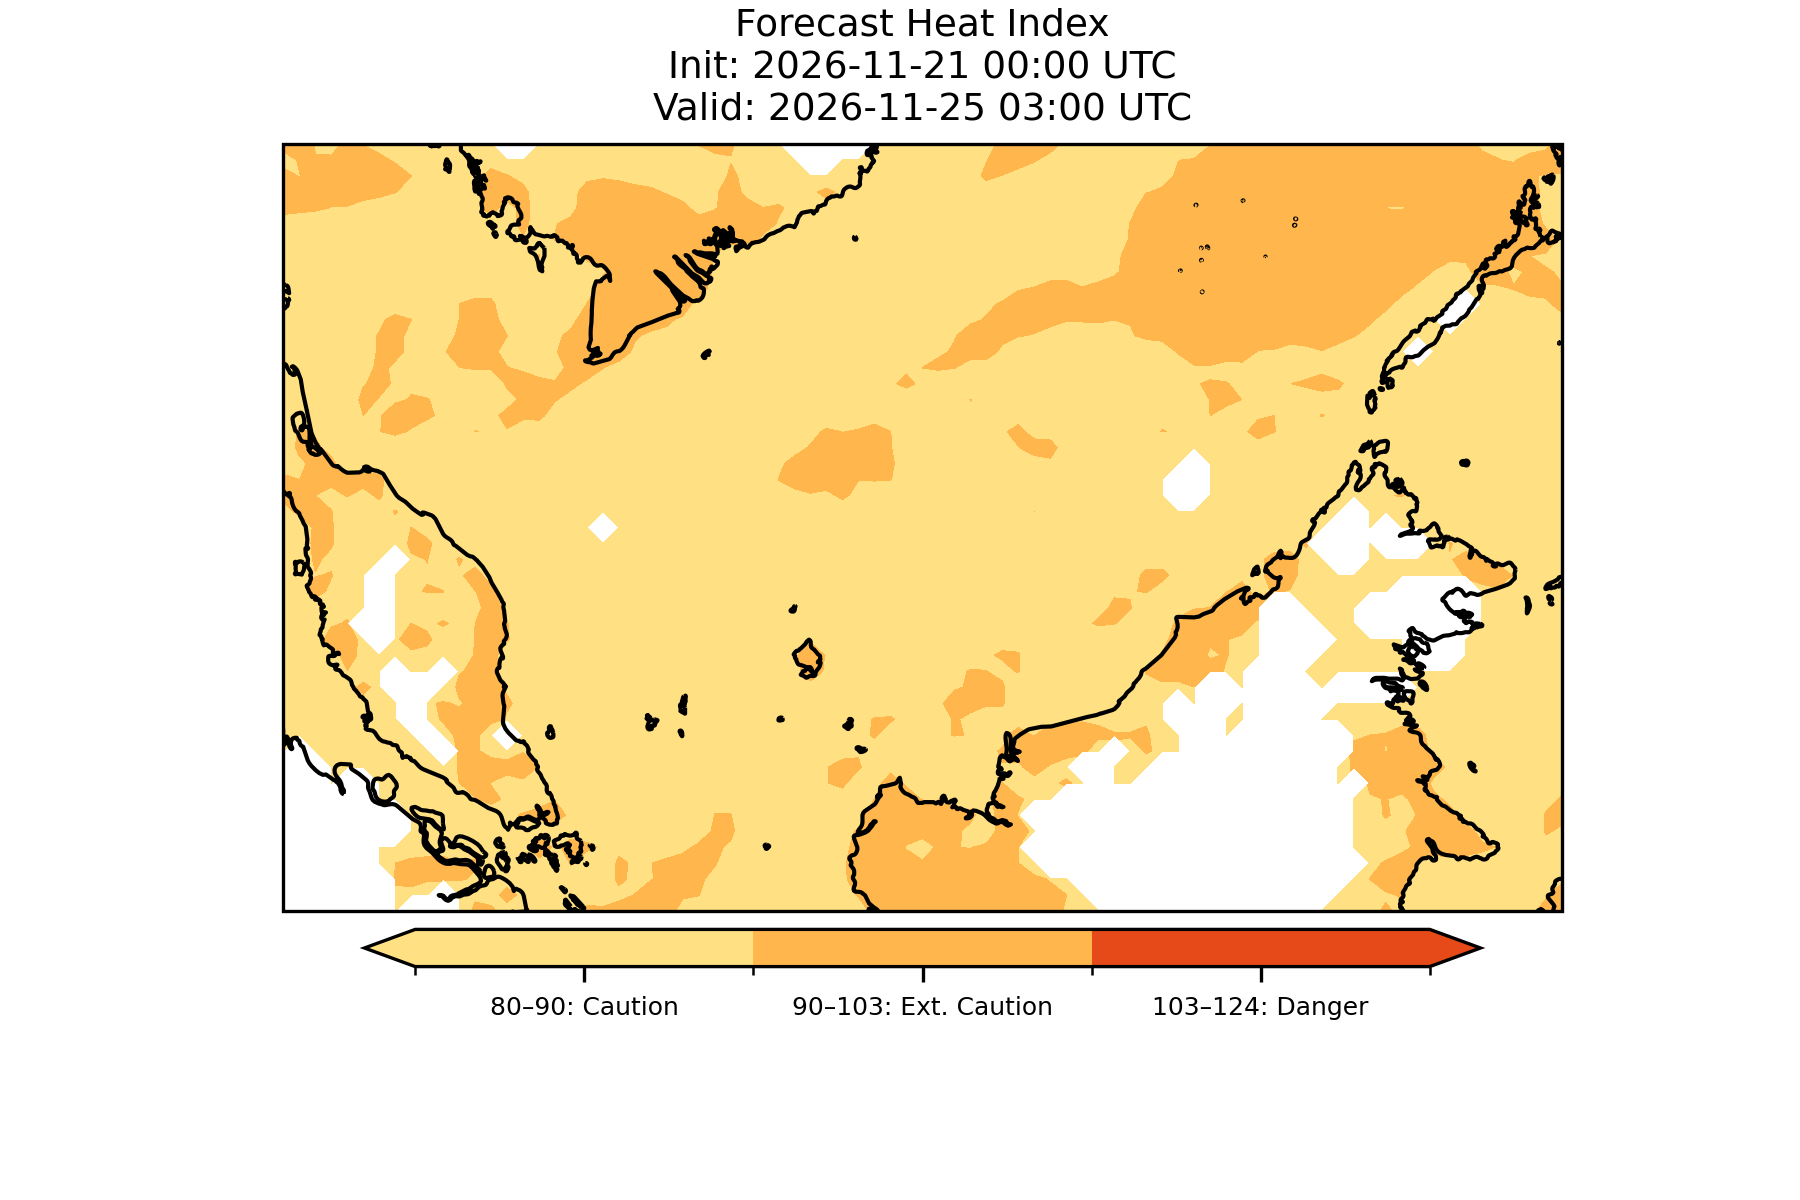 Forecast Heat Index
Init: 2026-11-21 00:00 UTC
Valid: 2026-11-25 03:00 UTC
80–90: Caution
90–103: Ext. Caution
103–124: Danger